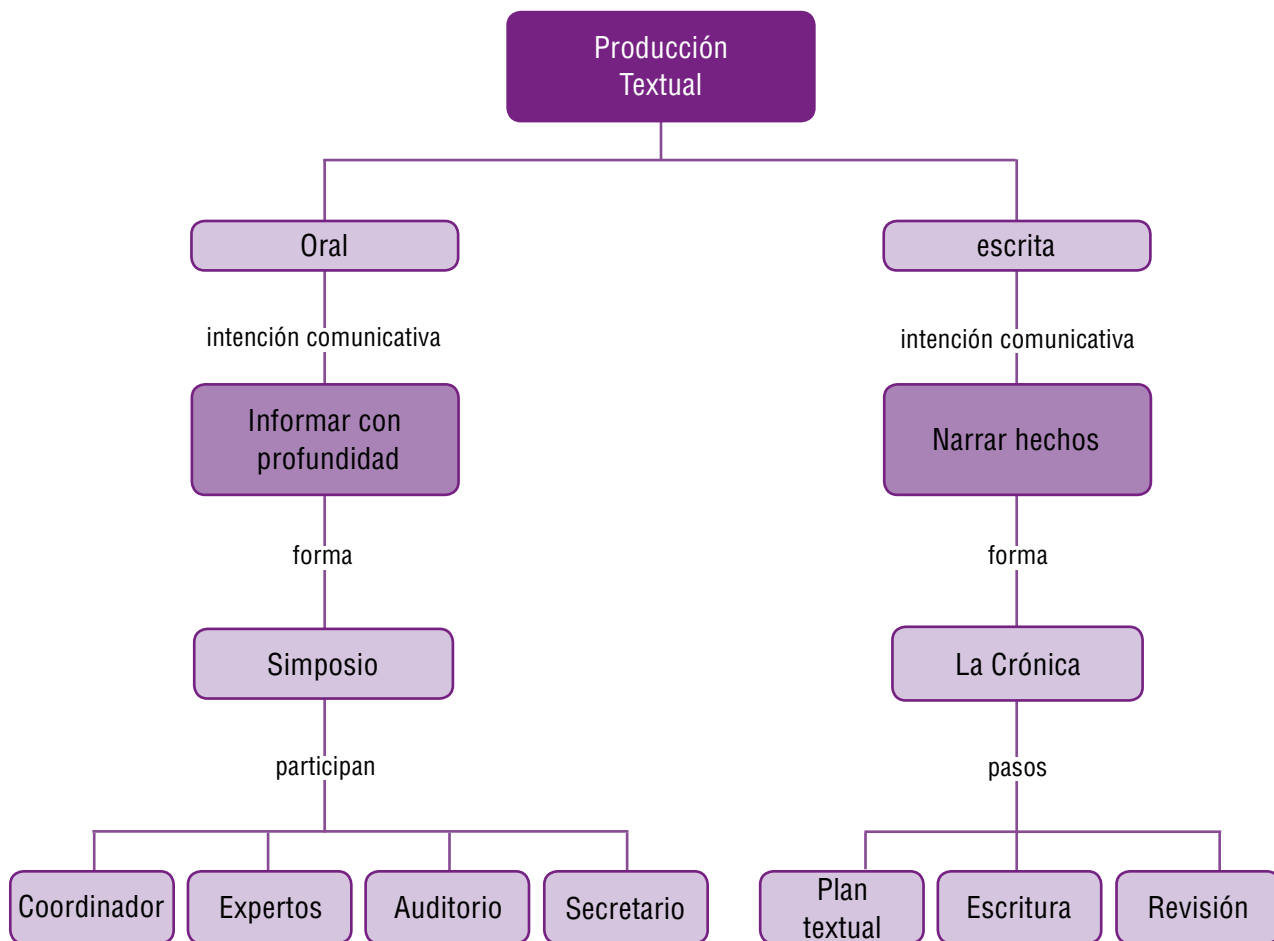 Producción
Textual
Oral
escrita
intención comunicativa
intención comunicativa
Informar con
profundidad
Narrar hechos
forma
forma
Simposio
La Crónica
participan
pasos
Coordinador
Expertos
Auditorio
Secretario
Plan
textual
Escritura
Revisión